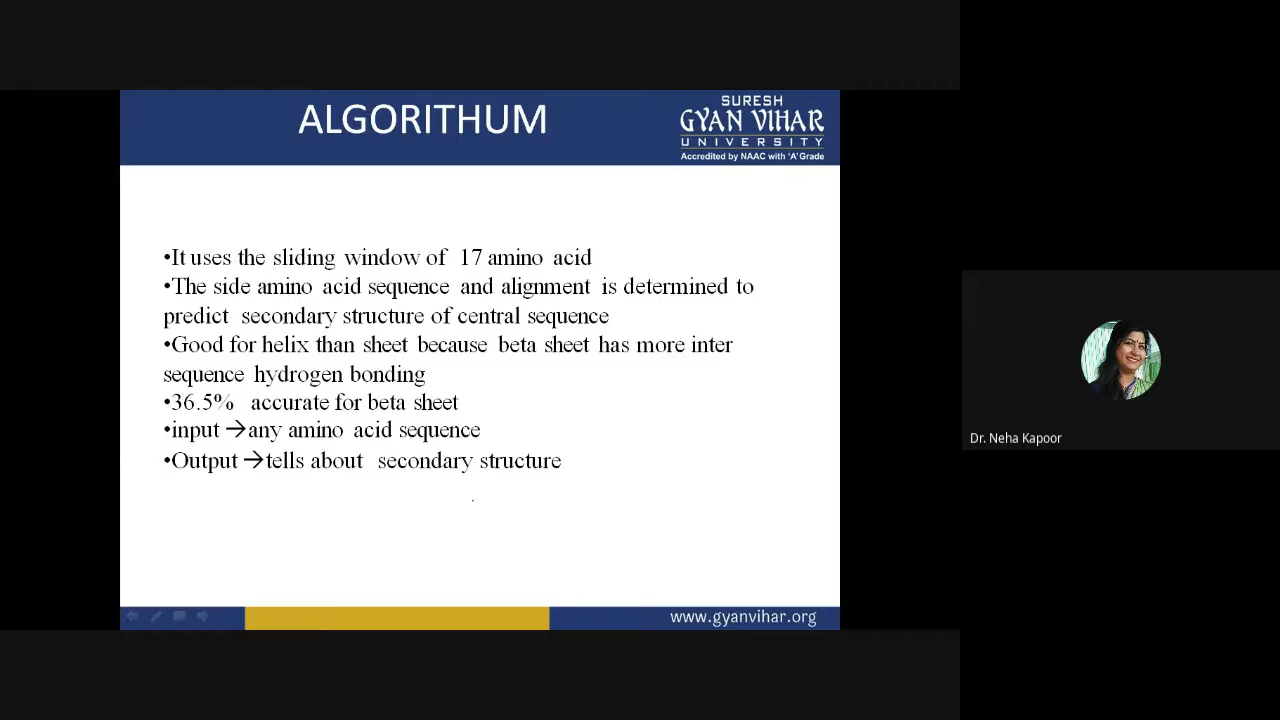 ALGORITHUM
SURESH
GYAN VIHAR
UNIVERSITY
Accredited by NAAC with 'A' Grade
•It uses the sliding window of 17 amino acid
•The side amino acid sequence and alignment is determined to
predict secondary structure of central sequence
•Good for helix than sheet because beta sheet has more inter
sequence hydrogen bonding
•36.5% accurate for beta sheet
•input →any amino acid sequence
•Output →tells about secondary structure
www.gyanvihar.org
Dr. Neha Kapoor